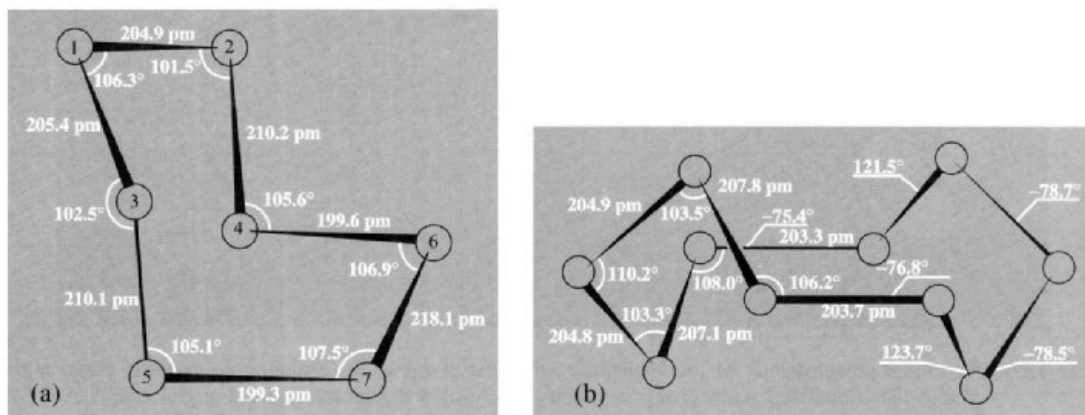 1
204.9 pm
2
106.3°
101.5°
205.4 pm
210.2 pm
3
102.5°
105.6°
4
199.6 pm
6
106.9°
210.1 pm
218.1 pm
105.1°
107.5°
5
199.3 pm
7
(a)
121.5°
207.8 pm
−78.7°
204.9 pm
103.5°
−75.4°
203.3 pm
110.2°
108.0°
106.2°
−76.8°
103.3°
203.7 pm
204.8 pm
207.1 pm
123.7°
−78.5°
(b)